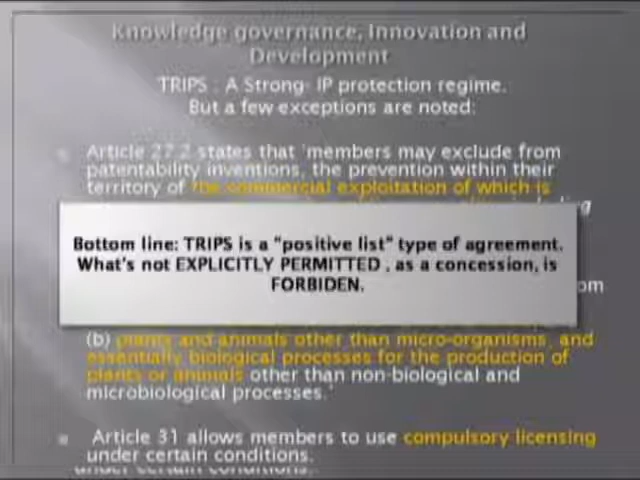 Knowledge governance, Innovation and
Development
TRIPS : A Strong- IP protection regime.
But a few exceptions are noted:
Article 27.2 states that 'members may exclude from
patentability inventions, the prevention within their
territory of the commercial exploitation of which is
Bottom line: TRIPS is a "positive list" type of agreement.
What's not EXPLICITLY PERMITTED , as a concession, is
FORBIDEN.
(b) plants and animals other than micro-organisms, and
essentially biological processes for the production of
plants or animals other than non-biological and
microbiological processes.'
Article 31 allows members to use compulsory licensing
under certain conditions.
under certain conditions.